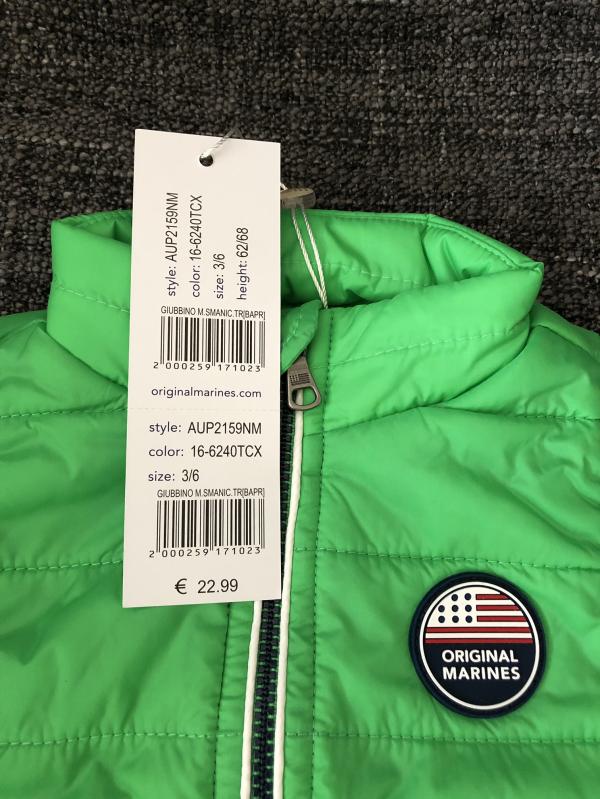 style: AUP2159NM
color: 16-6240TCX
size: 3/6
height: 62/68
GIUBBINO M.SMANIC.TR[BAPR]
2 000259 171023
originalmarines.com
style: AUP2159NM
color: 16-6240TCX
size: 3/6
GIUBBINO M.SMANIC.TR[BAPR]
2 000259 171023
€ 22.99
ORIGINAL
MARINES